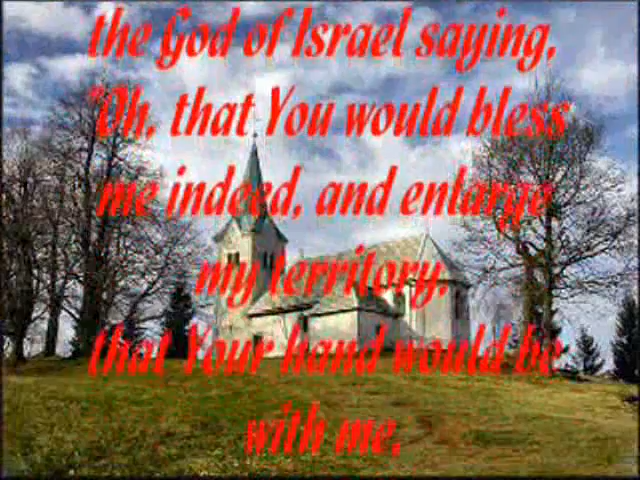 the God of Israel saying,
"Oh, that You would bless
me indeed, and enlarge
my territory,
that Your hand would be
with me,